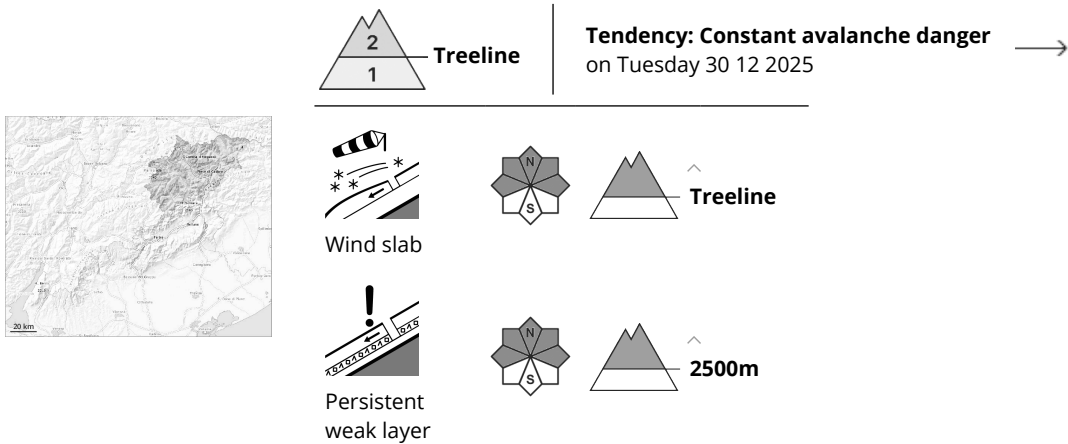 2
1
Treeline
Tendency: Constant avalanche danger
on Tuesday 30 12 2025
20 km
N
S
Treeline
Wind slab
N
S
2500m
Persistent
weak layer